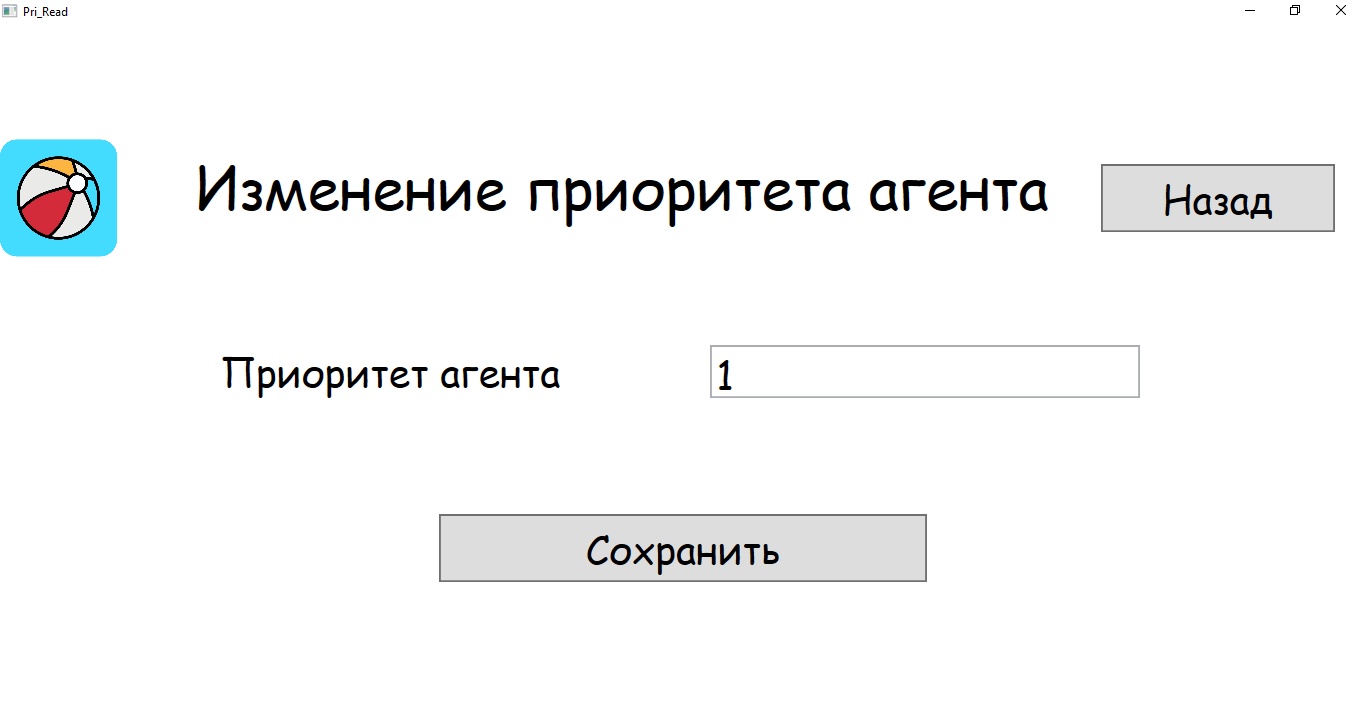 Pri_Read
Изменение приоритета агента
Назад
Приоритет агента
1
Сохранить